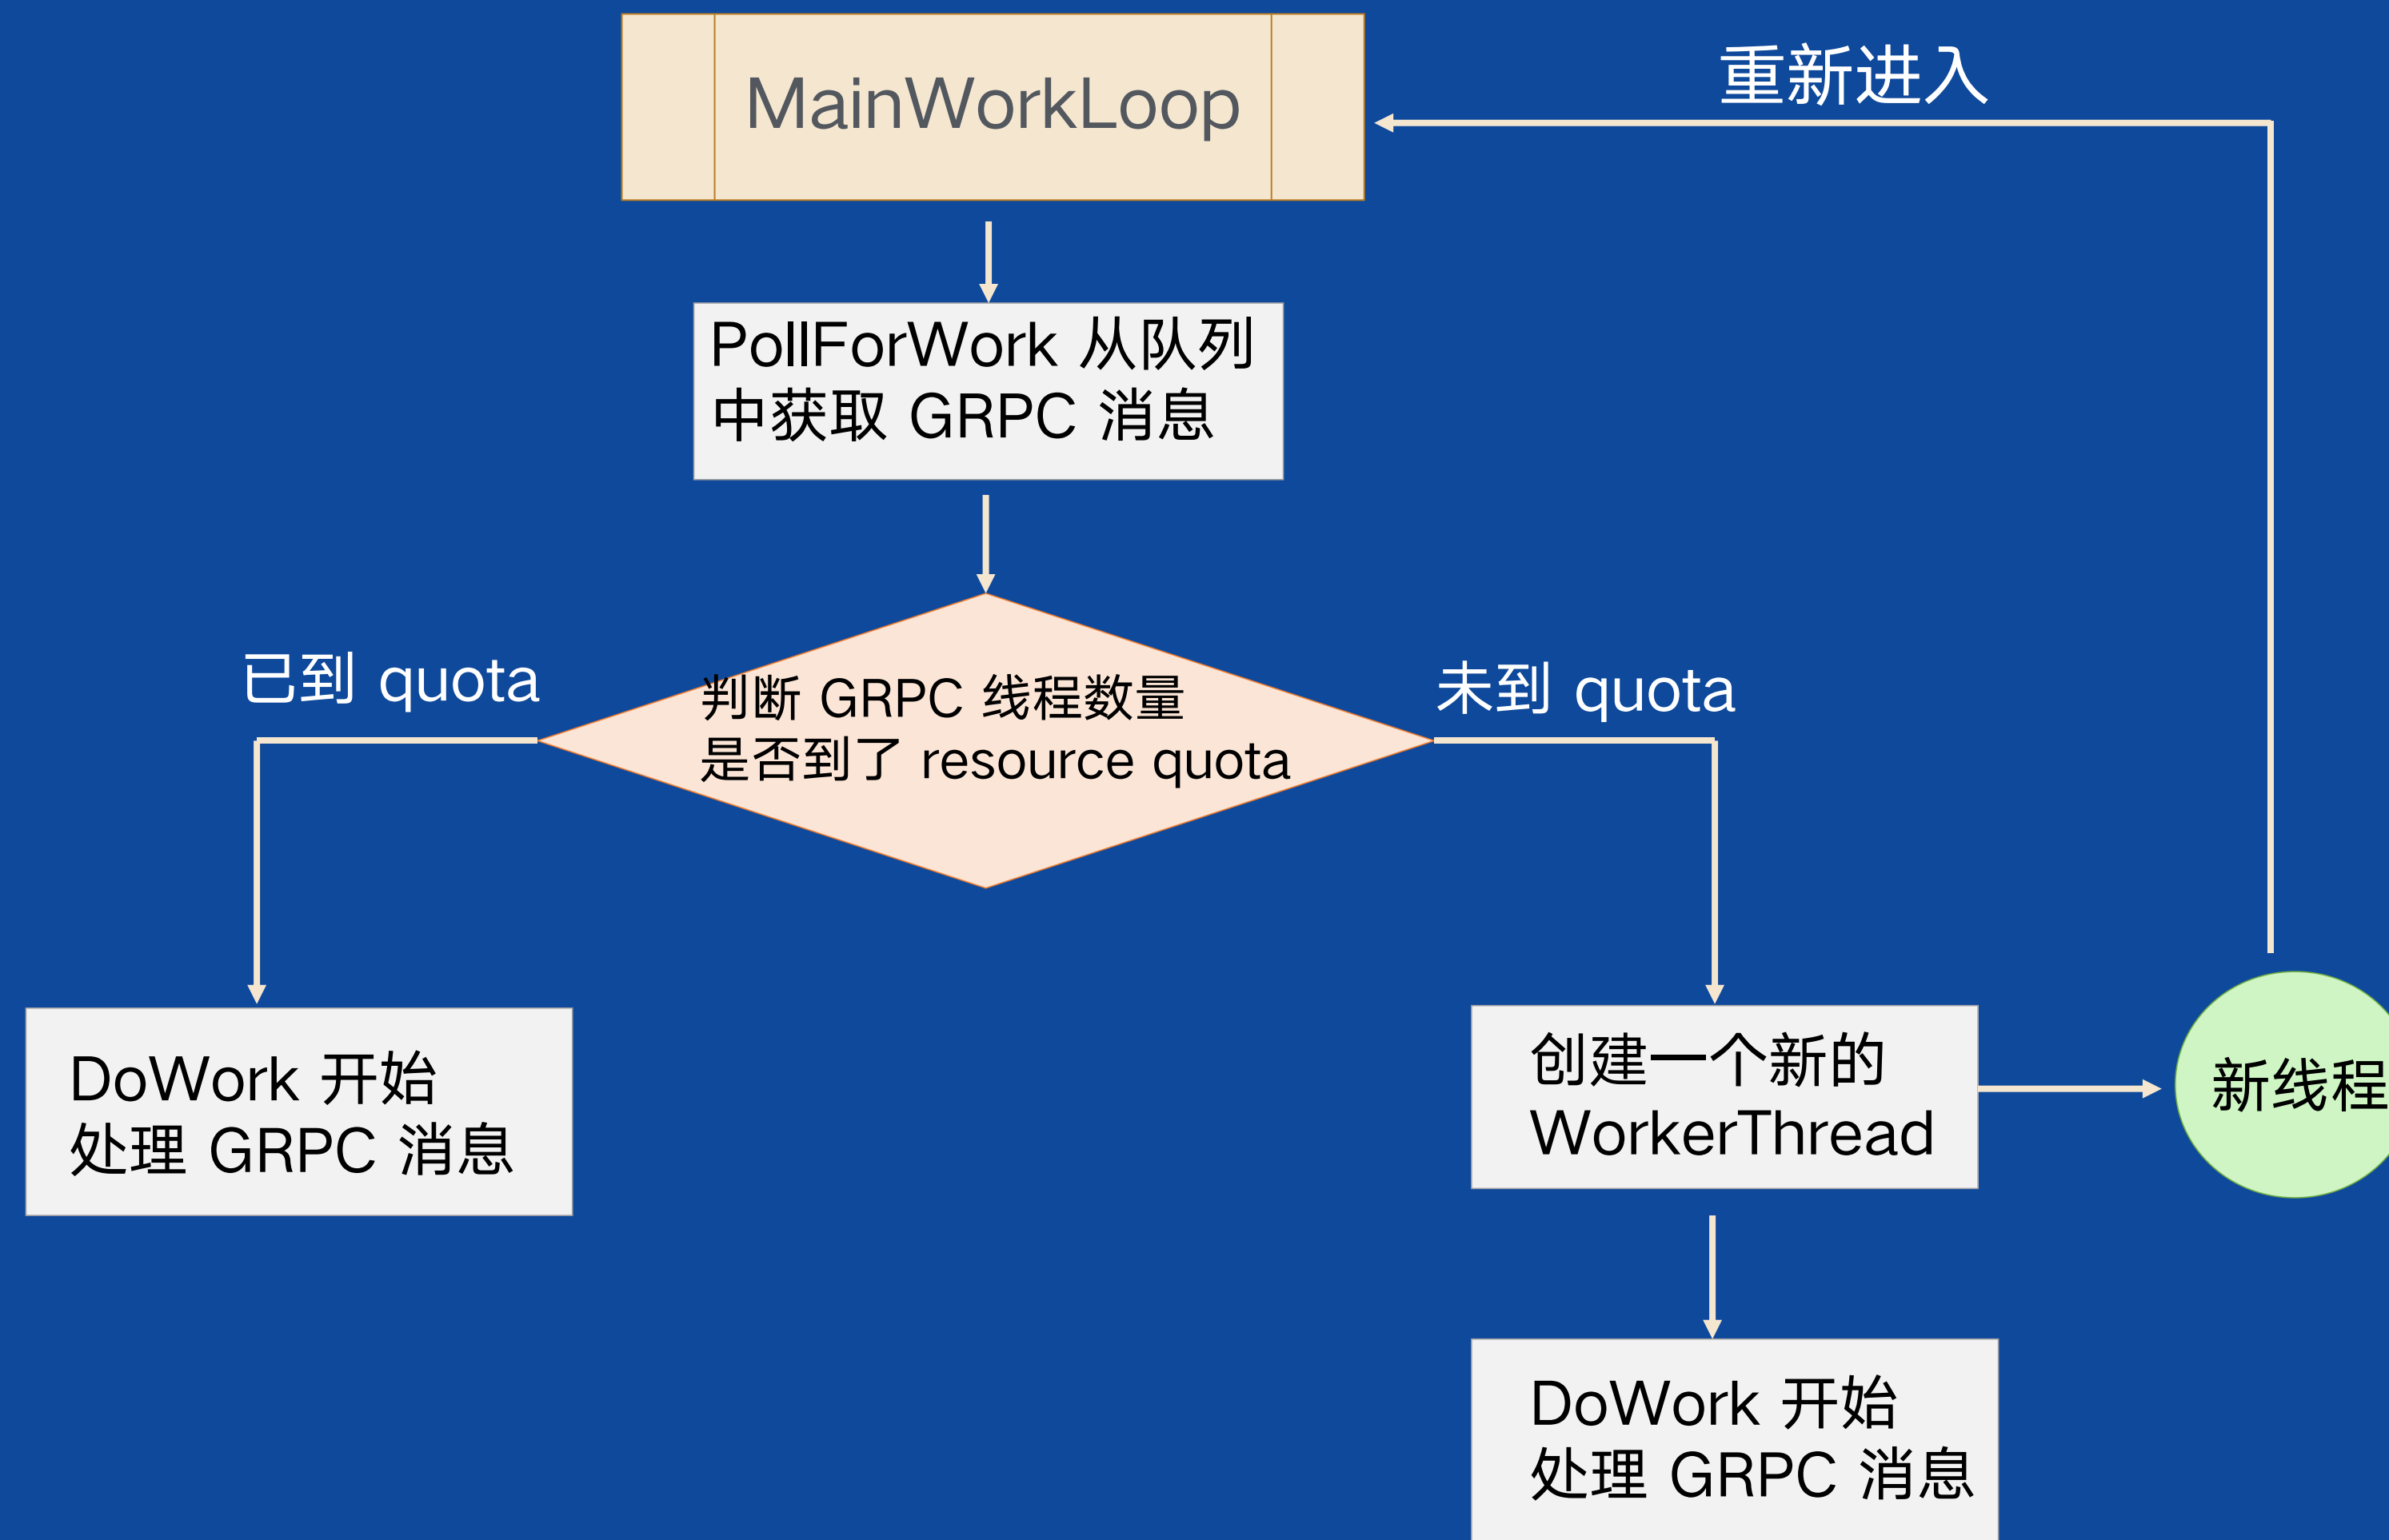 MainWorkLoop
重新进入
PollForWork 从队列
中获取 GRPC 消息
已到 quota
判断 GRPC 线程数量
是否到了 resource quota
未到 quota
DoWork 开始
处理 GRPC 消息
创建一个新的
WorkerThread
新线程
DoWork 开始
处理 GRPC 消息